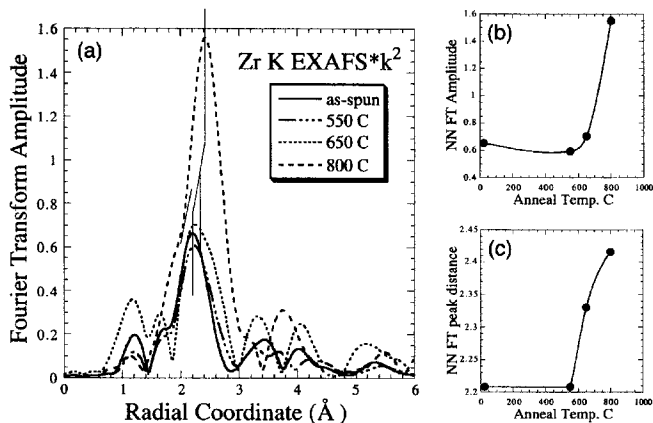 (a)
Zr K EXAFS*k²
as-spun
550 C
650 C
800 C
Fourier Transform Amplitude
1.6
1.4
1.2
1
0.8
0.6
0.4
0.2
0
0 1 2 3 4 5 6
Radial Coordinate (Å)
(b)
NN FT Amplitude
1.6
1.4
1.2
1
0.8
0.6
0.4
0 200 400 600 800 1000
Anneal Temp. C
(c)
NN FT peak distance
2.45
2.4
2.35
2.3
2.25
2.2
0 200 400 600 800 1000
Anneal Temp. C